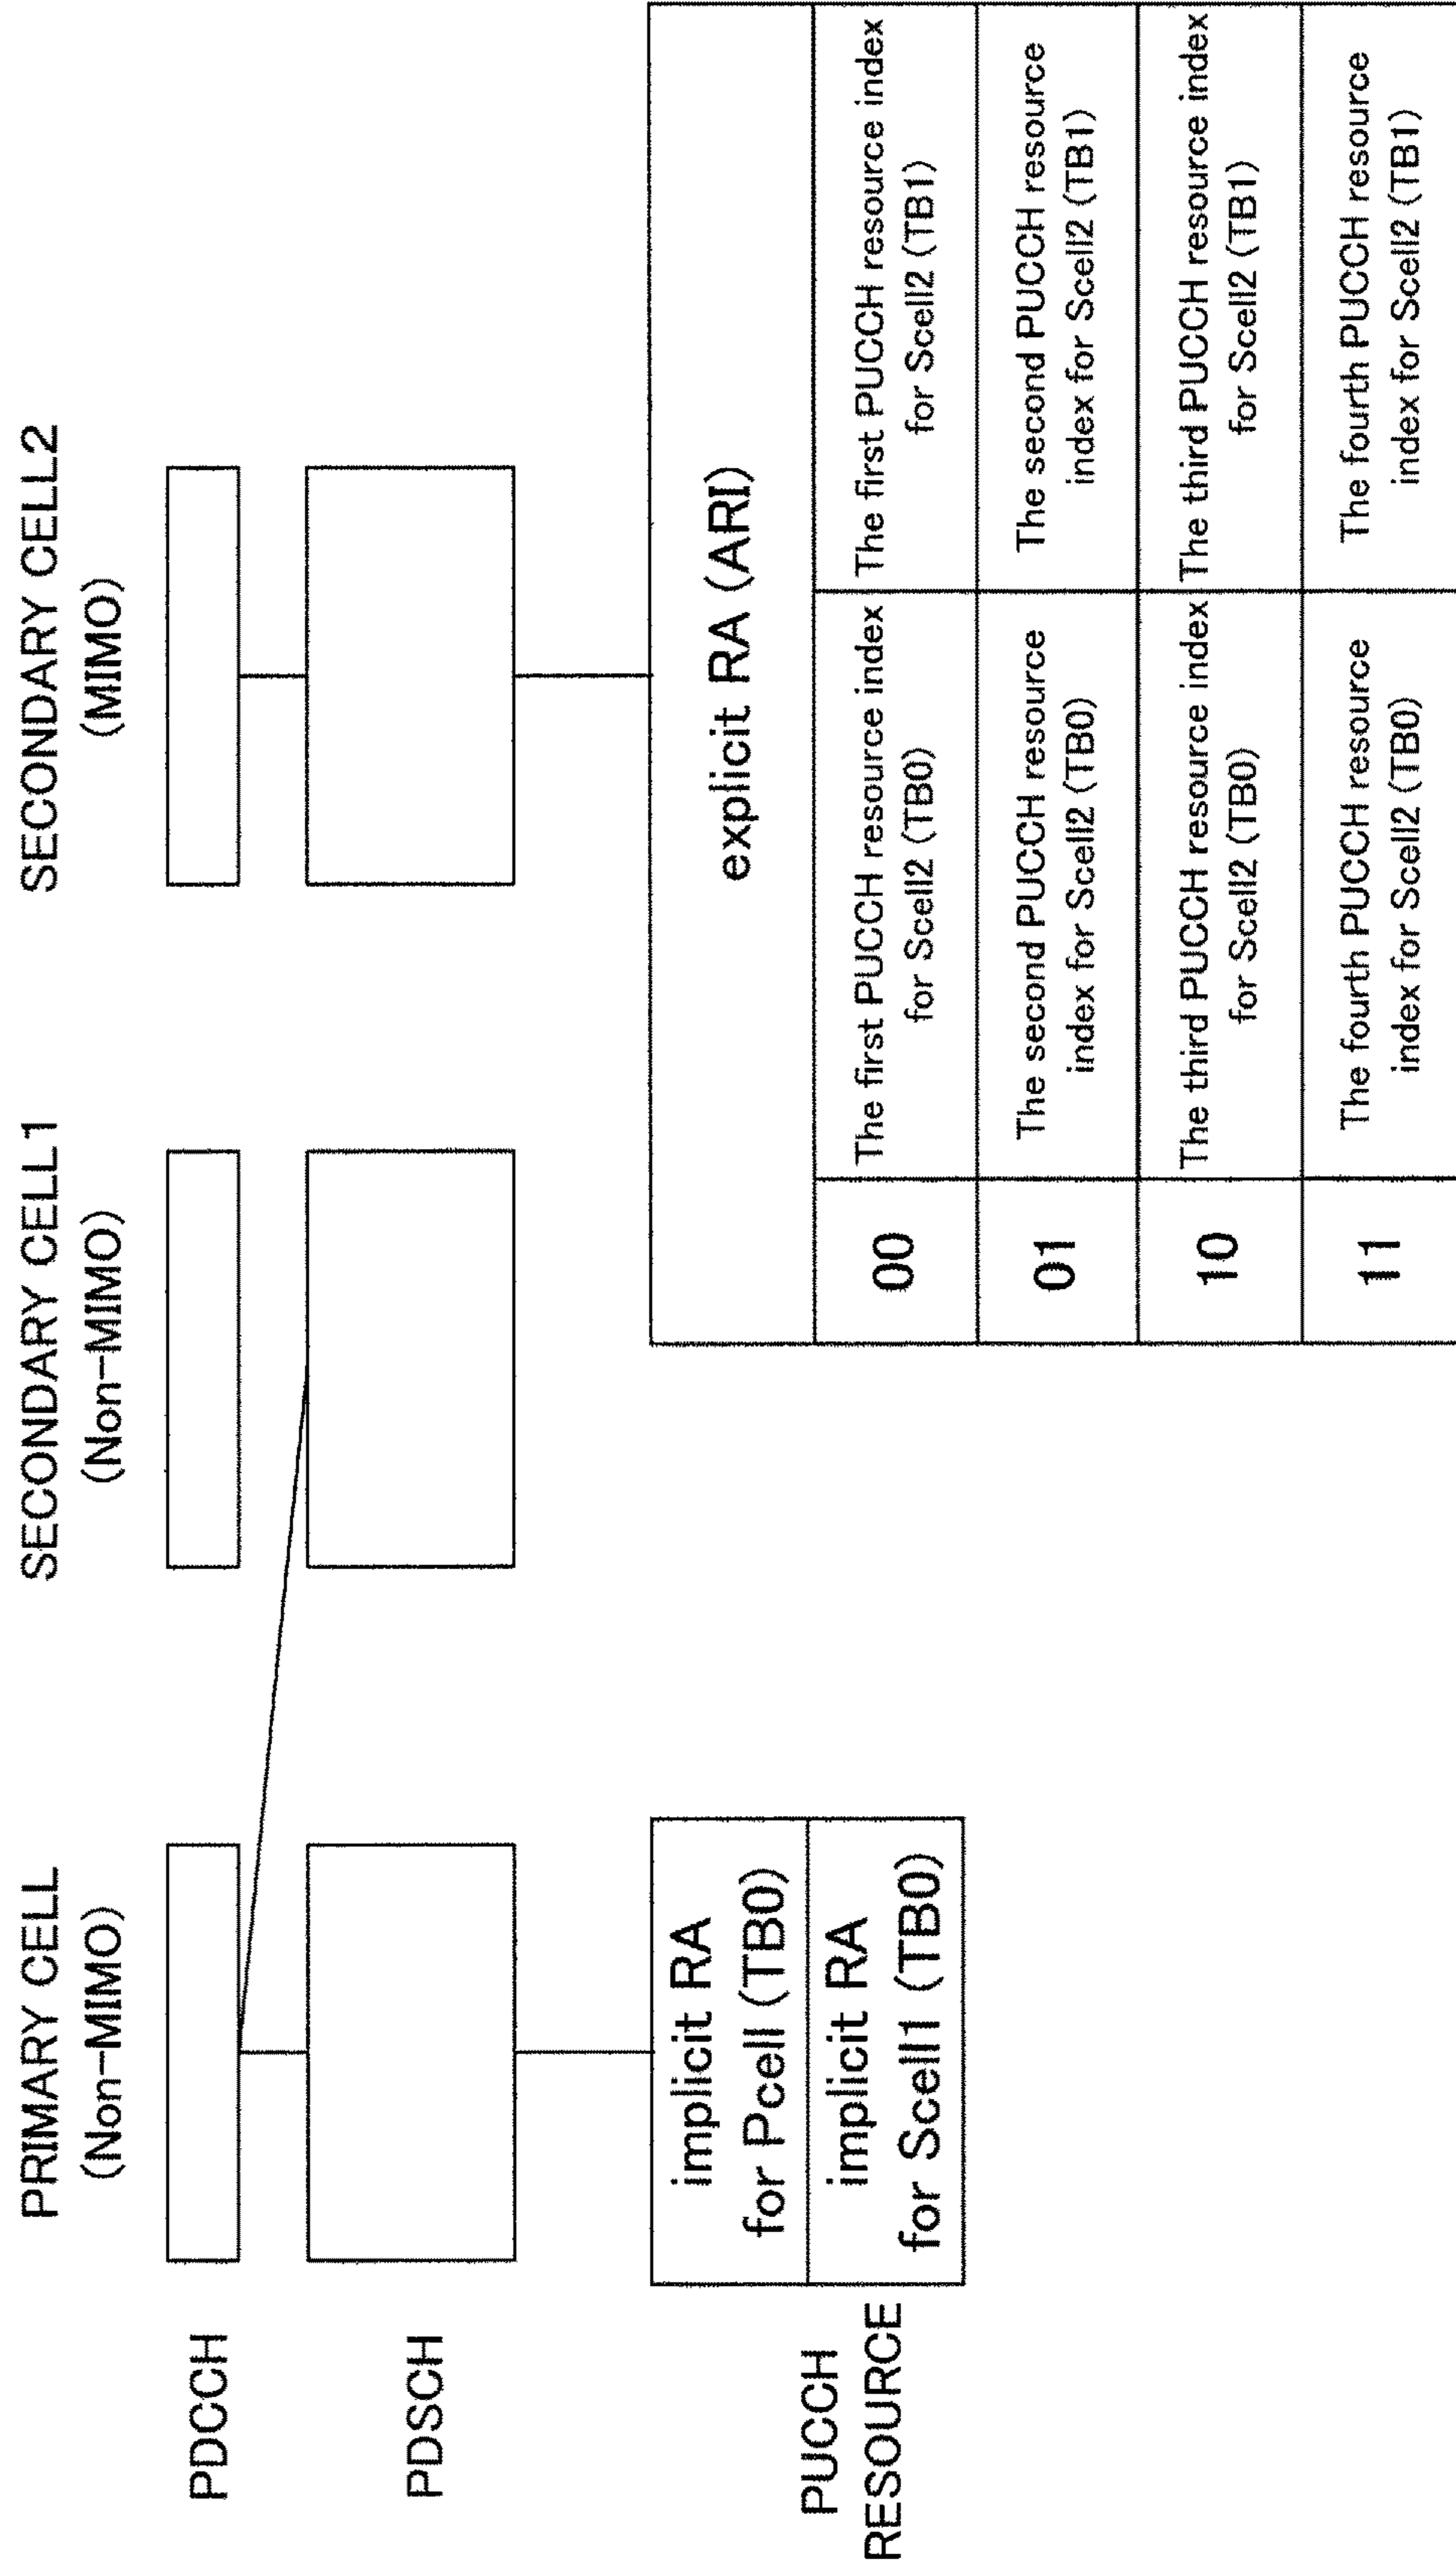 PRIMARY CELL
(Non-MIMO)
SECONDARY CELL1
(Non-MIMO)
SECONDARY CELL2
(MIMO)
PDCCH
PDSCH
PUCCH
RESOURCE
implicit RA
for Pcell (TB0)
implicit RA
for Scell1 (TB0)
explicit RA (ARI)
00
The first PUCCH resource index
for Scell2 (TB0)
The first PUCCH resource index
for Scell2 (TB1)
01
The second PUCCH resource
index for Scell2 (TB0)
The second PUCCH resource
index for Scell2 (TB1)
10
The third PUCCH resource index
for Scell2 (TB0)
The third PUCCH resource index
for Scell2 (TB1)
11
The fourth PUCCH resource
index for Scell2 (TB0)
The fourth PUCCH resource
index for Scell2 (TB1)